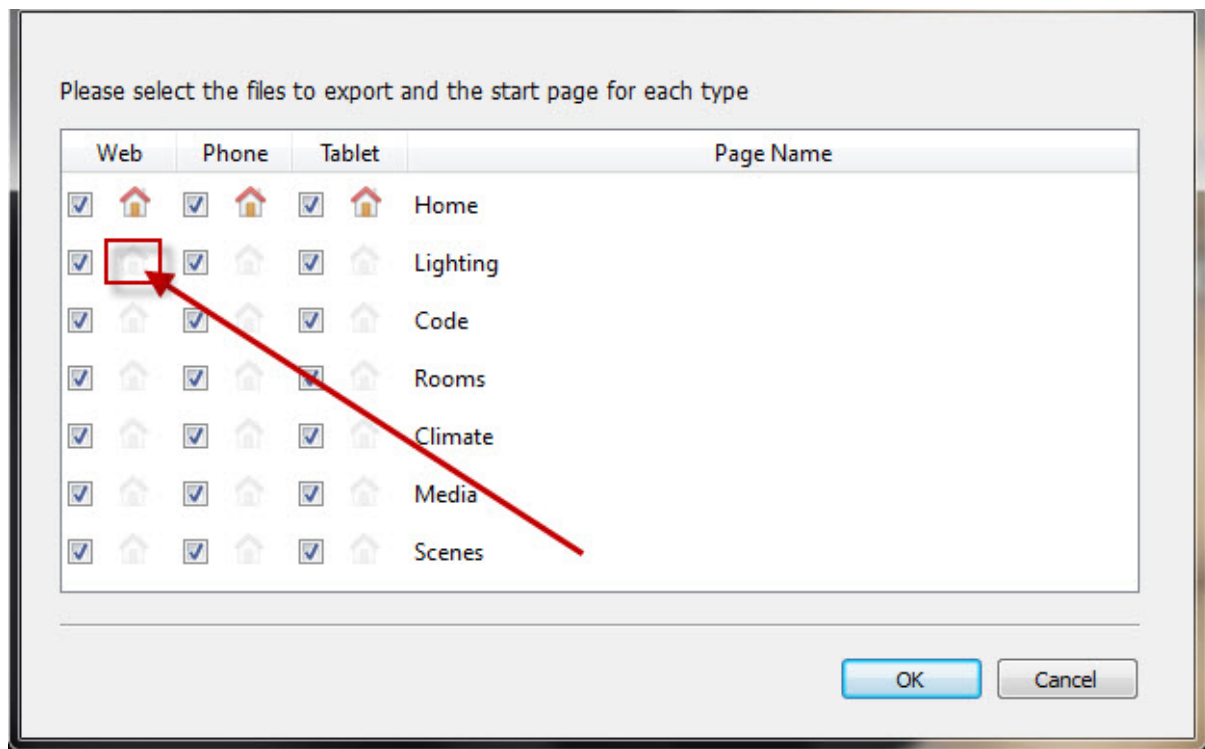 Please select the files to export and the start page for each type
Web Phone Tablet Page Name
Home
Lighting
Code
Rooms
Climate
Media
Scenes
OK Cancel